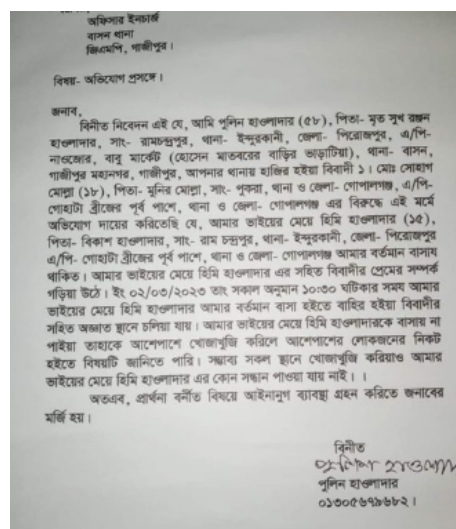 অফিসার ইনচার্জ
বাসন থানা
জিএমপি, গাজীপুর।
বিষয়- অভিযোগ প্রসঙ্গে।
জনাব,
বিনীত নিবেদন এই যে, আমি পুলিন হাওলাদার (৫৮), পিতা- মৃত সুখ রঞ্জন
হাওলাদার, সাং- রামচন্দ্রপুর, থানা- ইন্দুরকানী, জেলা- পিরোজপুর, এ/পি-
নাওজোর, বাবু মার্কেট (হোসেন মাতবরের বাড়ির ভাড়াটিয়া), থানা- বাসন,
গাজীপুর মহানগর, গাজীপুর, আপনার থানায় হাজির হইয়া বিবাদী ১। মোঃ সোহাগ
মোল্লা (১৮), পিতা- মুনির মোল্লা, সাং- পুকরা, থানা ও জেলা- গোপালগঞ্জ, এ/পি-
গোহাটা ব্রীজের পূর্ব পাশে, থানা ও জেলা- গোপালগঞ্জ এর বিরুদ্ধে এই মর্মে
অভিযোগ দায়ের করিতেছি যে, আমার ভাইয়ের মেয়ে হিমি হাওলাদার (১৫),
পিতা- বিকাশ হাওলাদার, সাং- রাম চন্দ্রপুর, থানা- ইন্দুরকানী, জেলা- পিরোজপুর
এ/পি- গোহাটা ব্রীজের পূর্ব পাশে, থানা ও জেলা- গোপালগঞ্জ আমার বর্তমান বাসায়
থাকিত। আমার ভাইয়ের মেয়ে হিমি হাওলাদার এর সহিত বিবাদীর প্রেমের সম্পর্ক
গড়িয়া উঠে। ইং ০২/০৩/২০২৩ তাং সকাল অনুমান ১০:৩০ ঘটিকার সময় আমার
ভাইয়ের মেয়ে হিমি হাওলাদার আমার বর্তমান বাসা হইতে বাহির হইয়া বিবাদীর
সহিত অজ্ঞাত স্থানে চলিয়া যায়। আমার ভাইয়ের মেয়ে হিমি হাওলাদারকে বাসায় না
পাইয়া তাহাকে আশেপাশে খোজাখুজি করিলে আশেপাশের লোকজনের নিকট
হইতে বিষয়টি জানিতে পারি। সম্ভাব্য সকল স্থানে খোজাখুজি করিয়াও আমার
ভাইয়ের মেয়ে হিমি হাওলাদার এর কোন সন্ধান পাওয়া যায় নাই।।
অতএব, প্রার্থনা বর্নীত বিষয়ে আইনানুগ ব্যবস্থা গ্রহন করিতে জনাবের
মর্জি হয়।
বিনীত
পুলিন হাওলাদার
পুলিন হাওলাদার
০১৩০৫৬৭৯৬৮২।